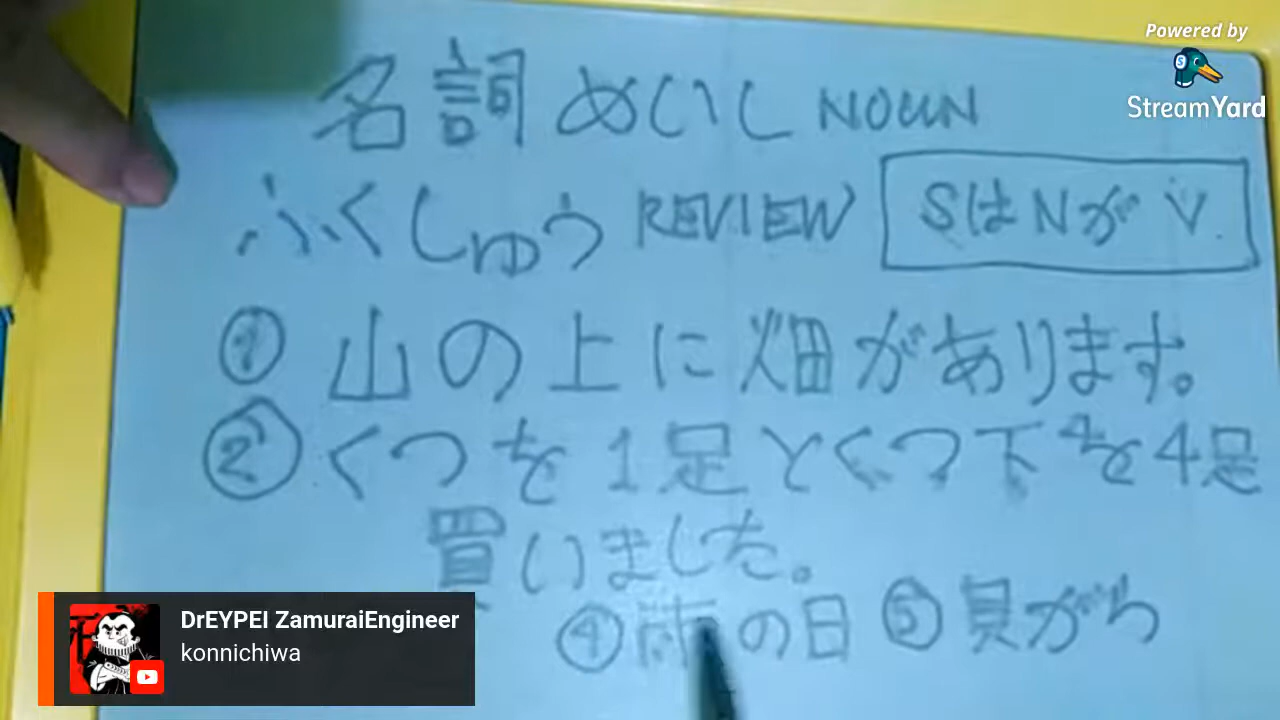 Powered by
StreamYard
名詞 めいし NOUN
ふくしゅう REVIEW SはNがV.
① 山の上に畑があります。
② くつを1足とくつ下を4足
買いました。
④ 雨の日 ⑤ 貝がら
DrEYPEI ZamuraiEngineer
konnichiwa